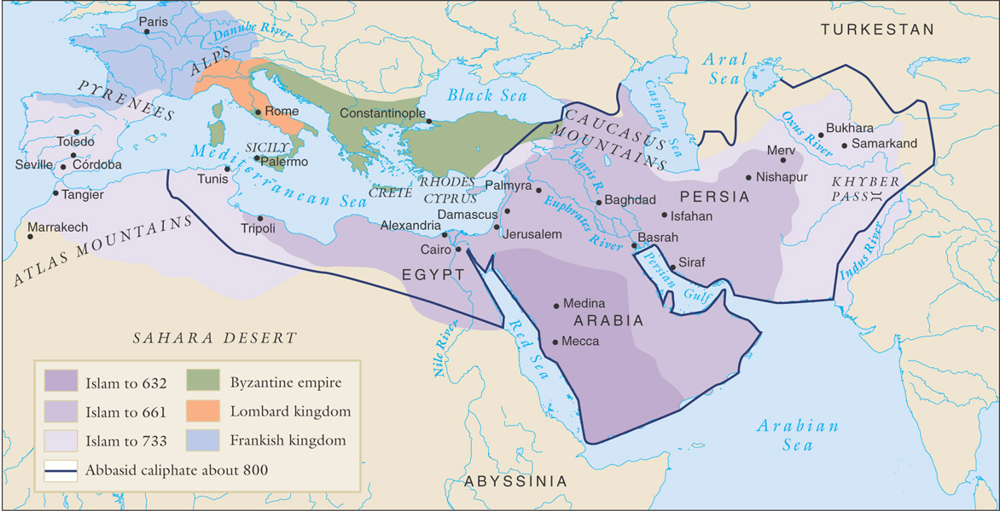 Paris
Danube River
ALPS
TURKESTAN
Aral
Sea
PYRENEES
Rome
Constantinople
Black Sea
Caspian Sea
CAUCASUS
MOUNTAINS
Oxus River
Bukhara
Samarkand
Toledo
Seville
Córdoba
Mediterranean Sea
SICILY
Palermo
Tunis
Tangier
CRETE
RHODES
CYPRUS
Palmyra
Tigris R.
Merv
Nishapur
KHYBER
PASS
PERSIA
Baghdad
Isfahan
Damascus
Euphrates River
Marrakech
ATLAS MOUNTAINS
Tripoli
Alexandria
Jerusalem
Cairo
Basrah
Siraf
Persian Gulf
Indus River
EGYPT
Medina
ARABIA
Mecca
Red Sea
Nile River
SAHARA DESERT
Arabian
Sea
ABYSSINIA
Islam to 632
Islam to 661
Islam to 733
Abbasid caliphate about 800
Byzantine empire
Lombard kingdom
Frankish kingdom